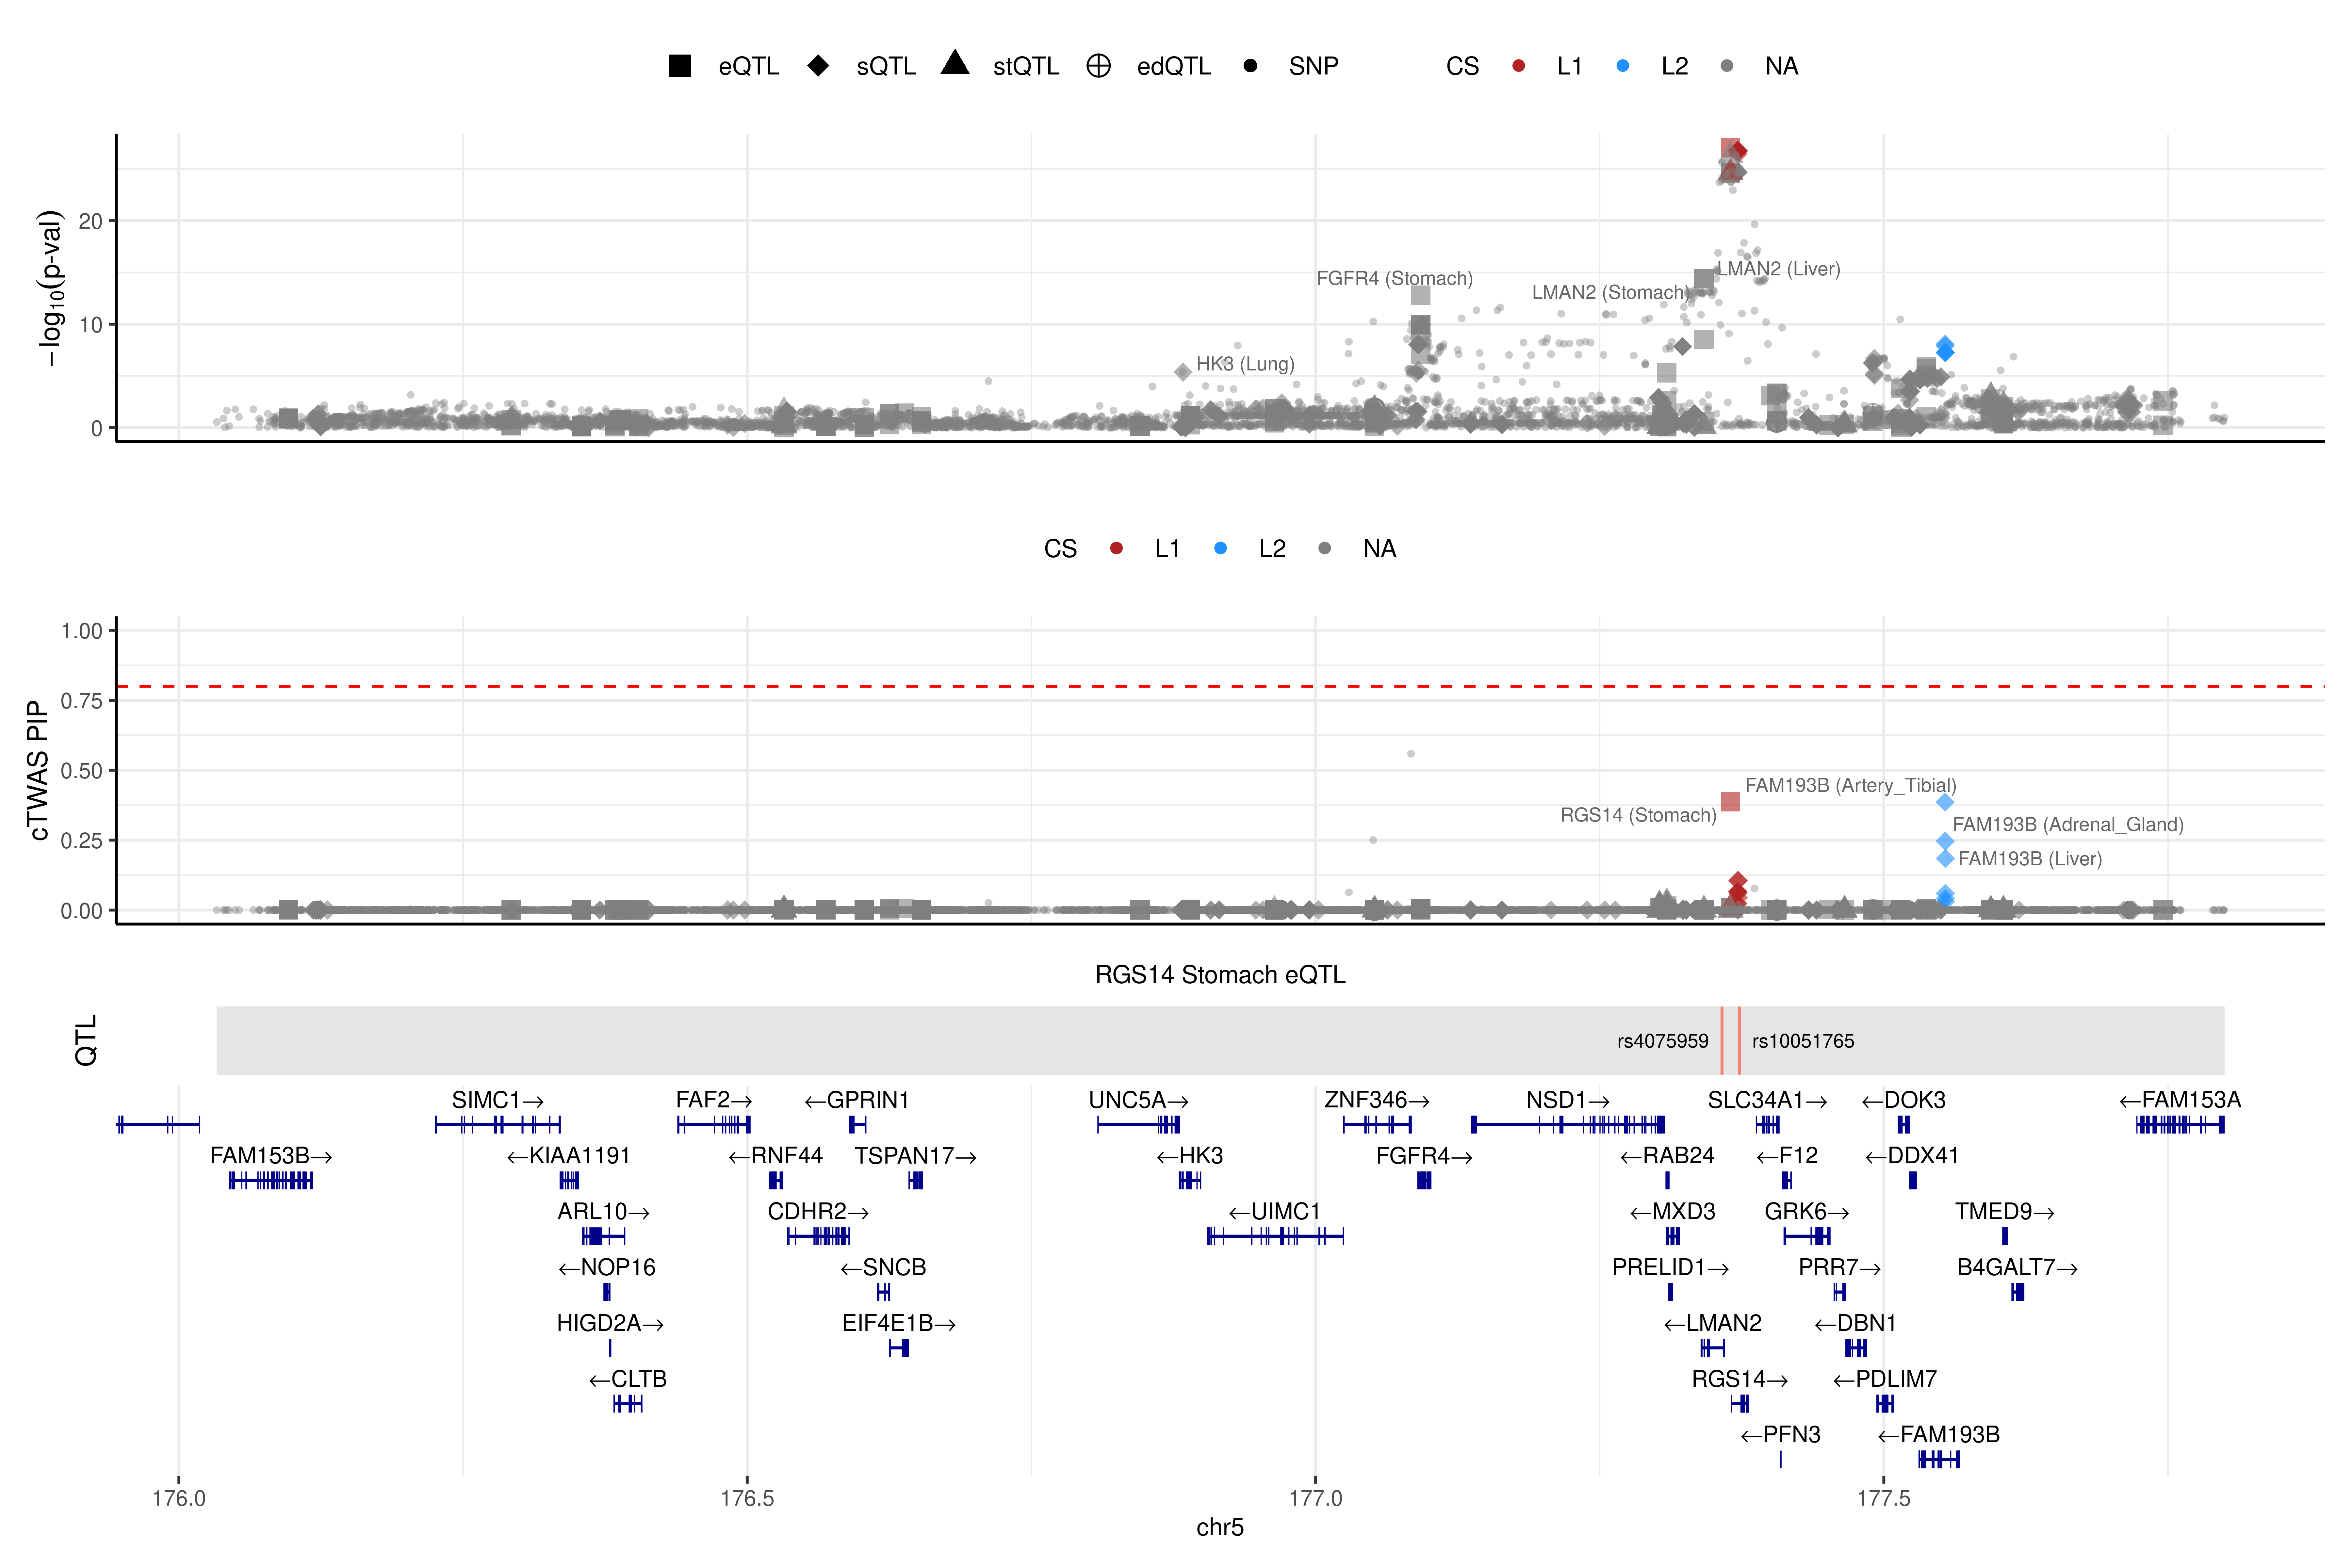 eQTL sQTL stQTL edQTL SNP CS L1 L2 NA
−log10(p-val)
20
10
0
FGFR4 (Stomach)
LMAN2 (Liver)
LMAN2 (Stomach)
HK3 (Lung)
CS L1 L2 NA
cTWAS PIP
1.00
0.75
0.50
0.25
0.00
FAM193B (Artery_Tibial)
RGS14 (Stomach)
FAM193B (Adrenal_Gland)
FAM193B (Liver)
RGS14 Stomach eQTL
QTL
rs4075959 rs10051765
SIMC1→ FAF2→ ←GPRIN1 UNC5A→ ZNF346→ NSD1→ SLC34A1→ ←DOK3 ←FAM153A
FAM153B→ ←KIAA1191 ←RNF44 TSPAN17→ ←HK3 FGFR4→ ←RAB24 ←F12 ←DDX41
ARL10→ CDHR2→ ←UIMC1 ←MXD3 GRK6→ TMED9→
←NOP16 ←SNCB PRELID1→ PRR7→ B4GALT7→
HIGD2A→ EIF4E1B→ ←LMAN2 ←DBN1
←CLTB RGS14→ ←PDLIM7
←PFN3 ←FAM193B
176.0 176.5 177.0 177.5
chr5